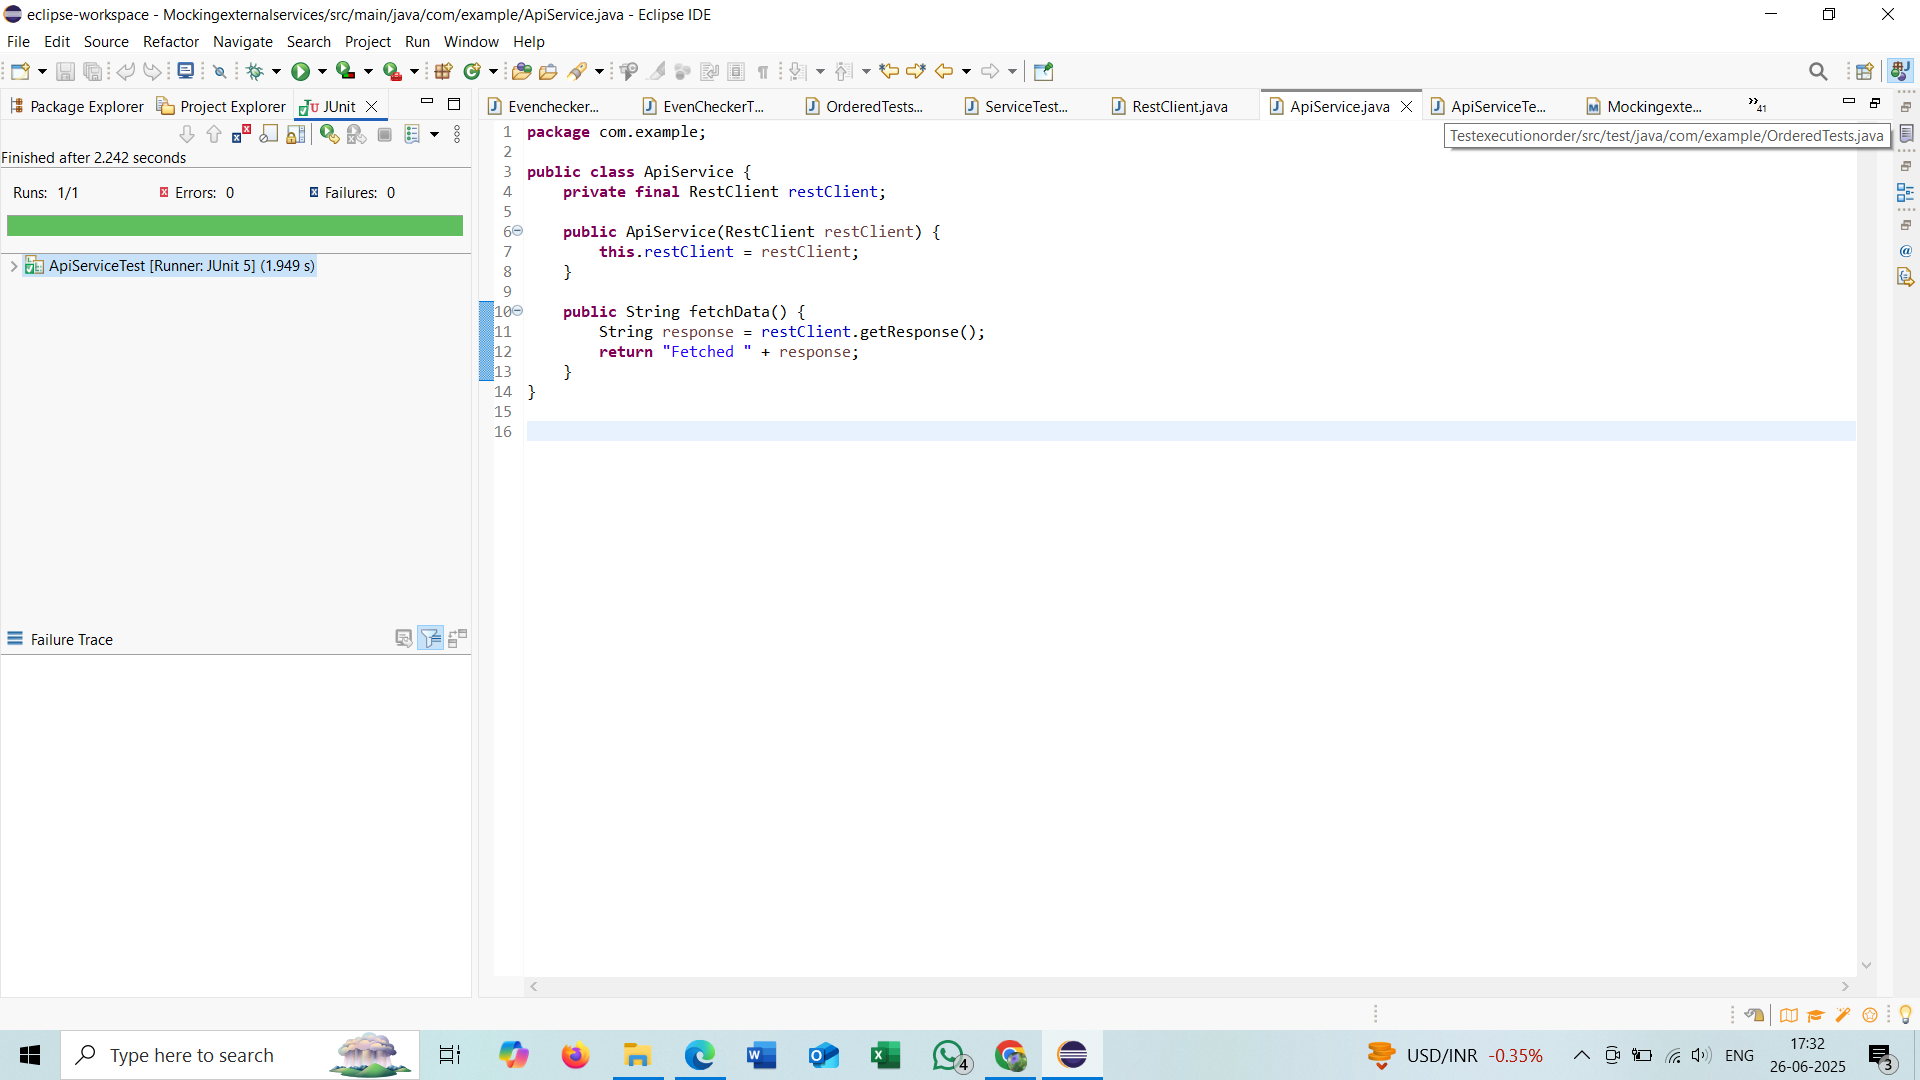 eclipse-workspace - Mockingexternalservices/src/main/java/com/example/ApiService.java - Eclipse IDE
File Edit Source Refactor Navigate Search Project Run Window Help
Package Explorer Project Explorer JUnit
Evenchecker... EvenCheckerT... OrderedTests... ServiceTest... RestClient.java ApiService.java ApiServiceTe... Mockingexte... »41
Testexecutionorder/src/test/java/com/example/OrderedTests.java
Finished after 2.242 seconds
Runs: 1/1 Errors: 0 Failures: 0
ApiServiceTest [Runner: JUnit 5] (1.949 s)
Failure Trace
1 package com.example;
2
3 public class ApiService {
4     private final RestClient restClient;
5
6     public ApiService(RestClient restClient) {
7         this.restClient = restClient;
8     }
9
10     public String fetchData() {
11         String response = restClient.getResponse();
12         return "Fetched " + response;
13     }
14 }
15
16
Type here to search
4
USD/INR -0.35%
ENG
17:32
26-06-2025
3